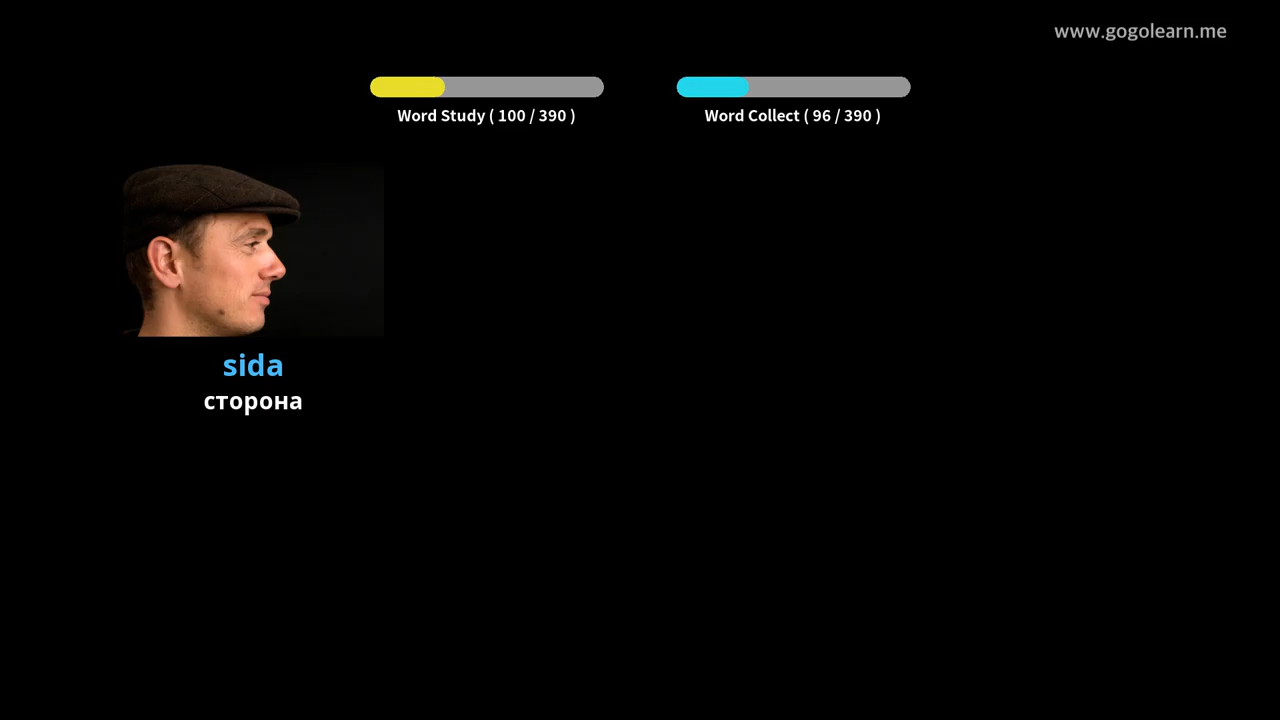 www.gogolearn.me
Word Study ( 100 / 390 )
Word Collect ( 96 / 390 )
sida
сторона